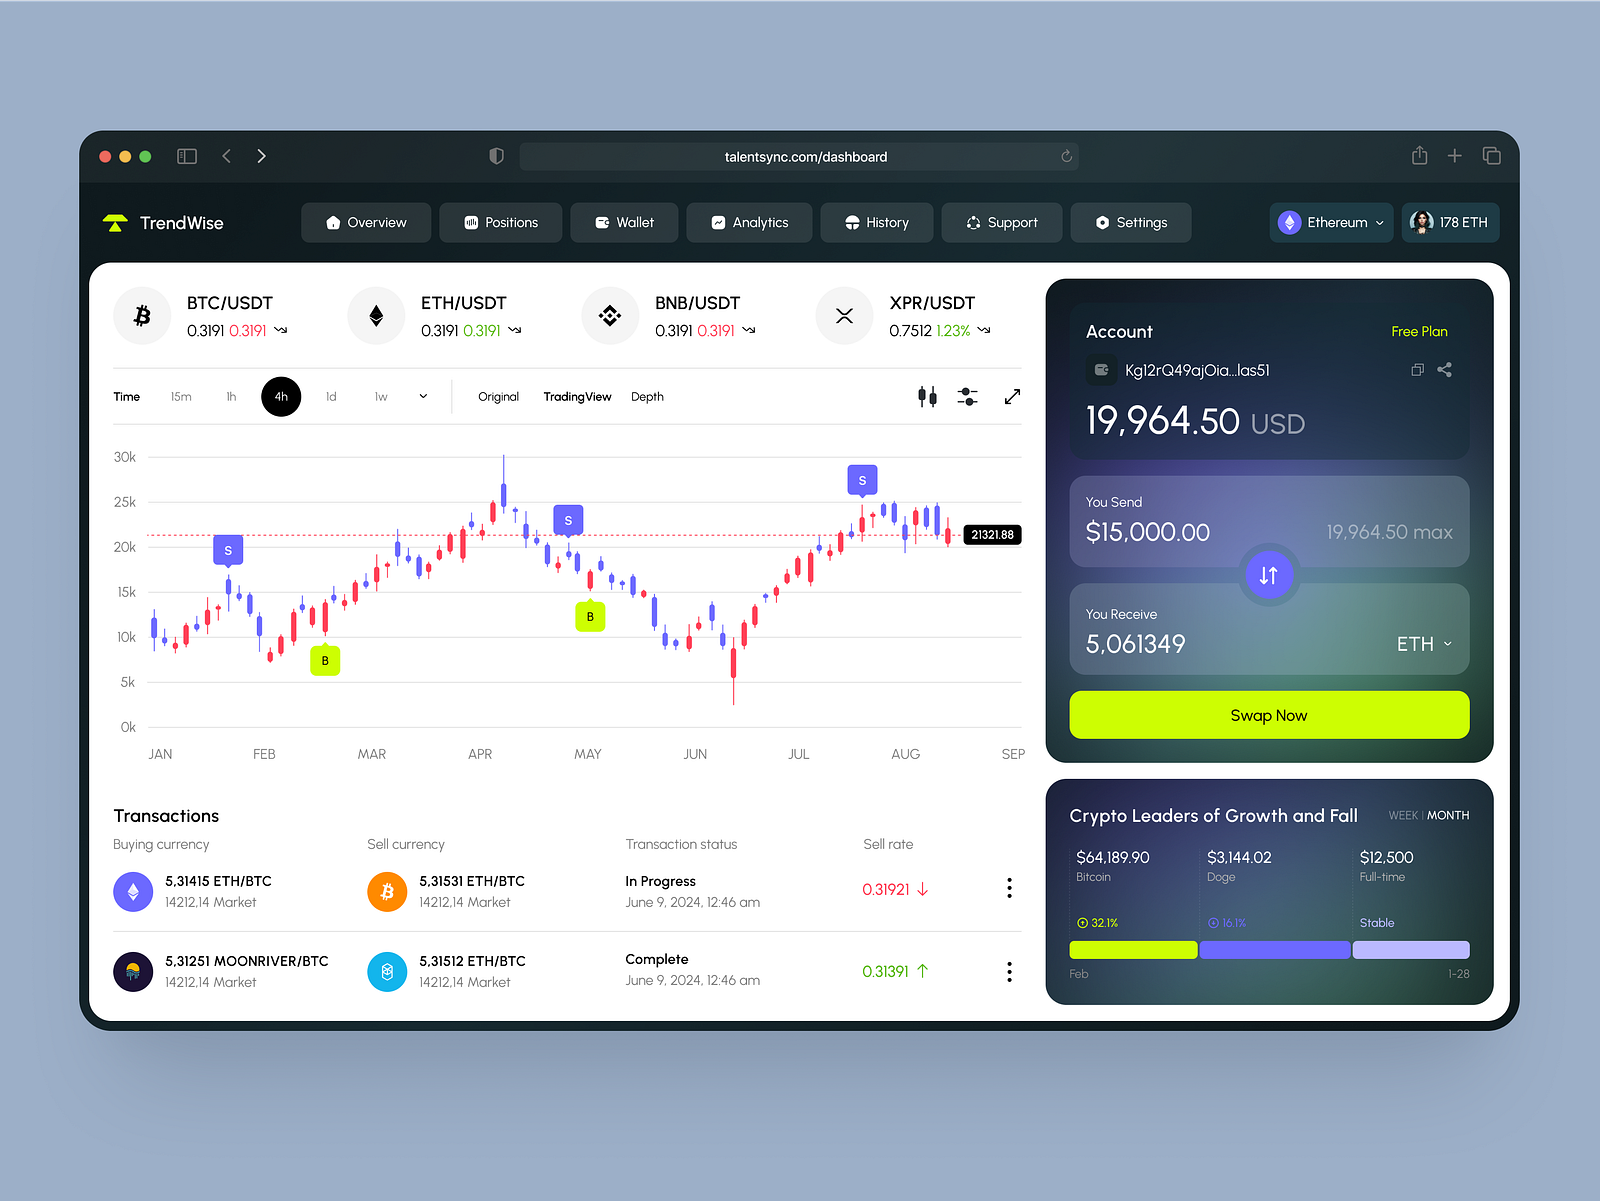 talentsync.com/dashboard
TrendWise
Overview
Positions
Wallet
Analytics
History
Support
Settings
Ethereum
178 ETH
BTC/USDT
0.3191 0.3191
ETH/USDT
0.3191 0.3191
BNB/USDT
0.3191 0.3191
XPR/USDT
0.7512 1.23%
Time
15m
1h
4h
1d
1w
Original
TradingView
Depth
30k
25k
20k
15k
10k
5k
0k
S
B
S
B
S
21321.88
JAN
FEB
MAR
APR
MAY
JUN
JUL
AUG
SEP
Account
Free Plan
Kg12rQ49ajOia...las51
19,964.50 USD
You Send
$15,000.00
19,964.50 max
You Receive
5,061349
ETH
Swap Now
Transactions
Buying currency
Sell currency
Transaction status
Sell rate
5,31415 ETH/BTC
14212,14 Market
5,31531 ETH/BTC
14212,14 Market
In Progress
June 9, 2024, 12:46 am
0.31921
5,31251 MOONRIVER/BTC
14212,14 Market
5,31512 ETH/BTC
14212,14 Market
Complete
June 9, 2024, 12:46 am
0.31391
Crypto Leaders of Growth and Fall
WEEK | MONTH
$64,189.90
Bitcoin
32.1%
$3,144.02
Doge
16.1%
$12,500
Full-time
Stable
Feb
1-28